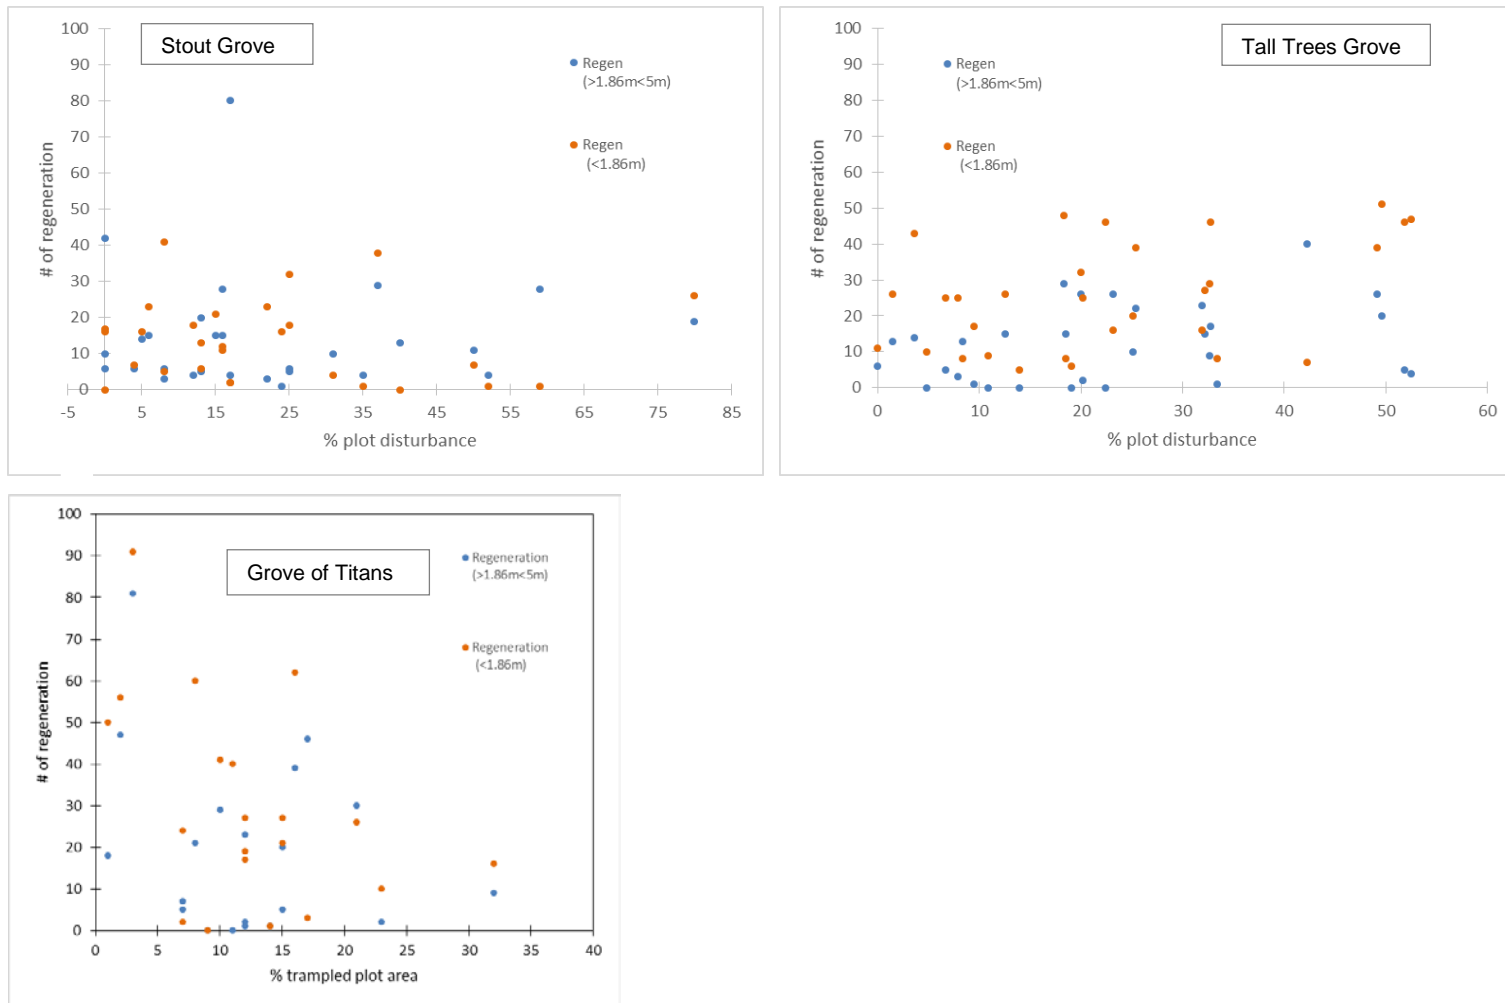 Stout Grove
100
90
80
70
60
50
40
30
20
10
0
# of regeneration
Regen
(>1.86m<5m)
Regen
(<1.86m)
-5 5 15 25 35 45 55 65 75 85
% plot disturbance
Tall Trees Grove
100
90
80
70
60
50
40
30
20
10
0
# of regeneration
Regen
(>1.86m<5m)
Regen
(<1.86m)
0 10 20 30 40 50 60
% plot disturbance
Grove of Titans
100
90
80
70
60
50
40
30
20
10
0
# of regeneration
Regeneration
(>1.86m<5m)
Regeneration
(<1.86m)
0 5 10 15 20 25 30 35 40
% trampled plot area